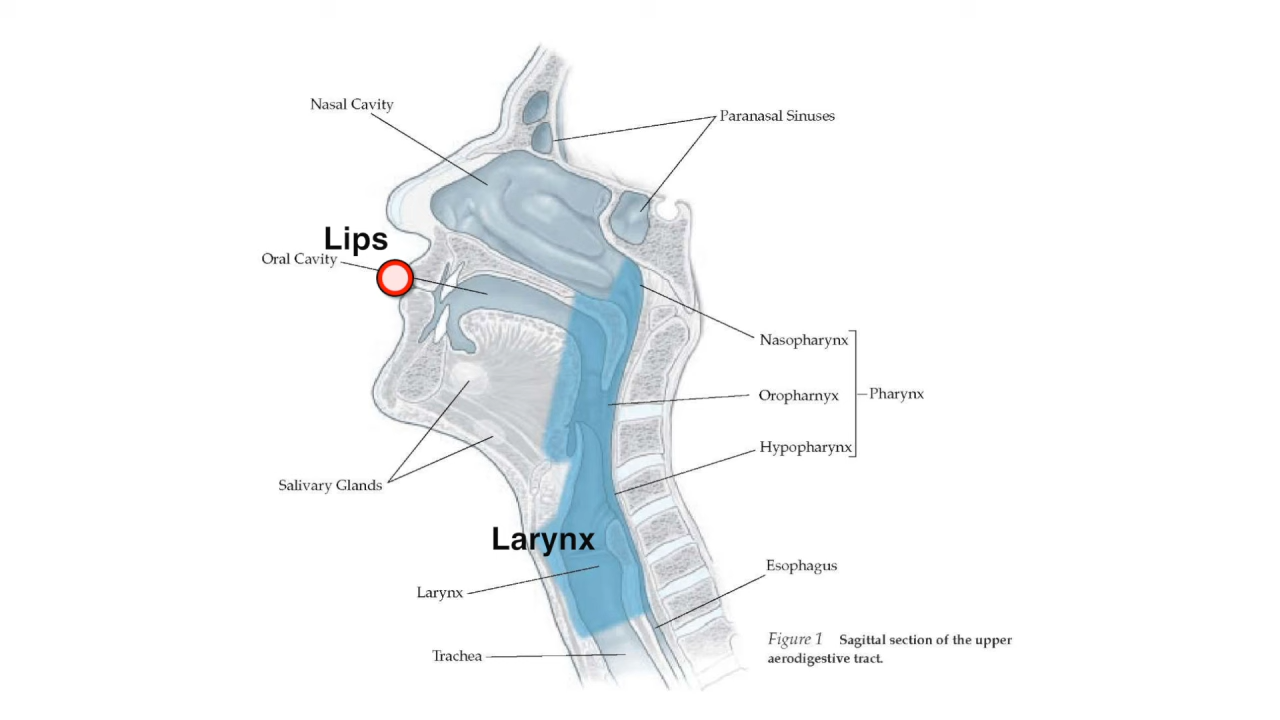 Nasal Cavity
Paranasal Sinuses
Lips
Oral Cavity
Nasopharynx
Oropharnyx
Pharynx
Hypopharynx
Salivary Glands
Larynx
Esophagus
Larynx
Figure 1 Sagittal section of the upper
aerodigestive tract.
Trachea